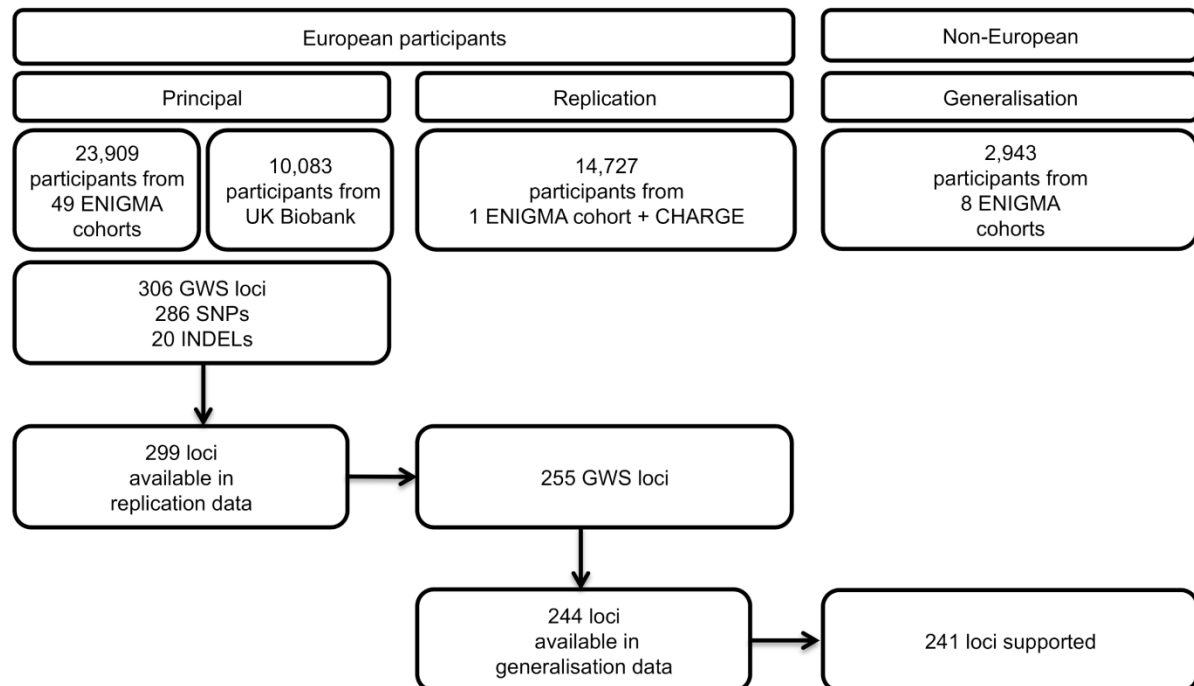 European participants
Non-European
Principal
Replication
Generalisation
23,909
participants from
49 ENIGMA
cohorts
10,083
participants from
UK Biobank
14,727
participants from
1 ENIGMA cohort + CHARGE
2,943
participants from
8 ENIGMA
cohorts
306 GWS loci
286 SNPs
20 INDELs
299 loci
available in
replication data
255 GWS loci
244 loci
available in
generalisation data
241 loci supported